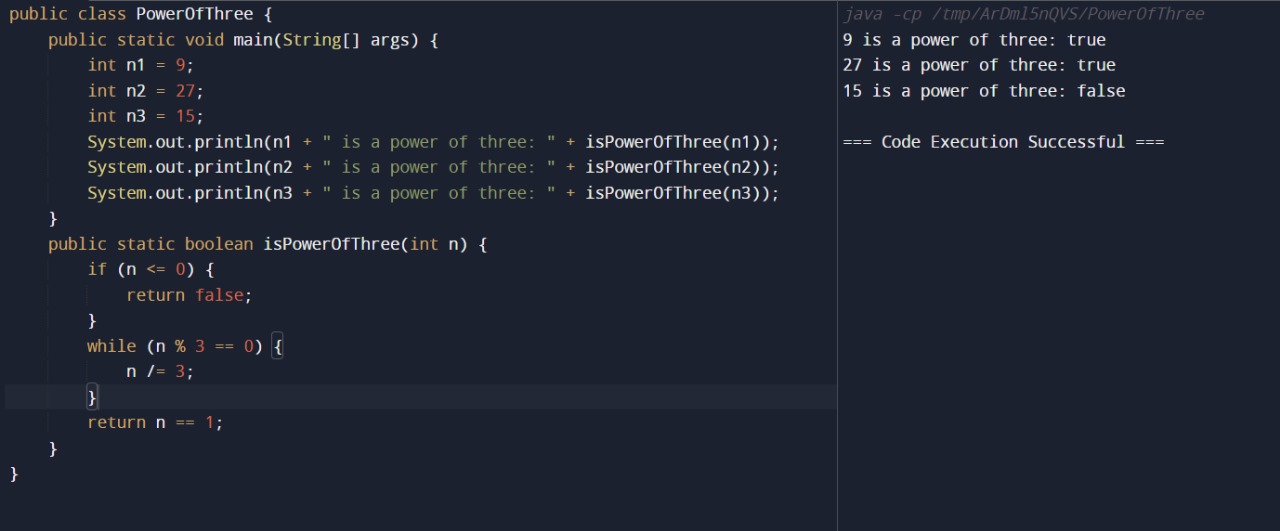 public class PowerOfThree {
    public static void main(String[] args) {
        int n1 = 9;
        int n2 = 27;
        int n3 = 15;
        System.out.println(n1 + " is a power of three: " + isPowerOfThree(n1));
        System.out.println(n2 + " is a power of three: " + isPowerOfThree(n2));
        System.out.println(n3 + " is a power of three: " + isPowerOfThree(n3));
    }
    public static boolean isPowerOfThree(int n) {
        if (n <= 0) {
            return false;
        }
        while (n % 3 == 0) {
            n /= 3;
        }
        return n == 1;
    }
}
java -cp /tmp/ArDml5nQVS/PowerOfThree
9 is a power of three: true
27 is a power of three: true
15 is a power of three: false
=== Code Execution Successful ===